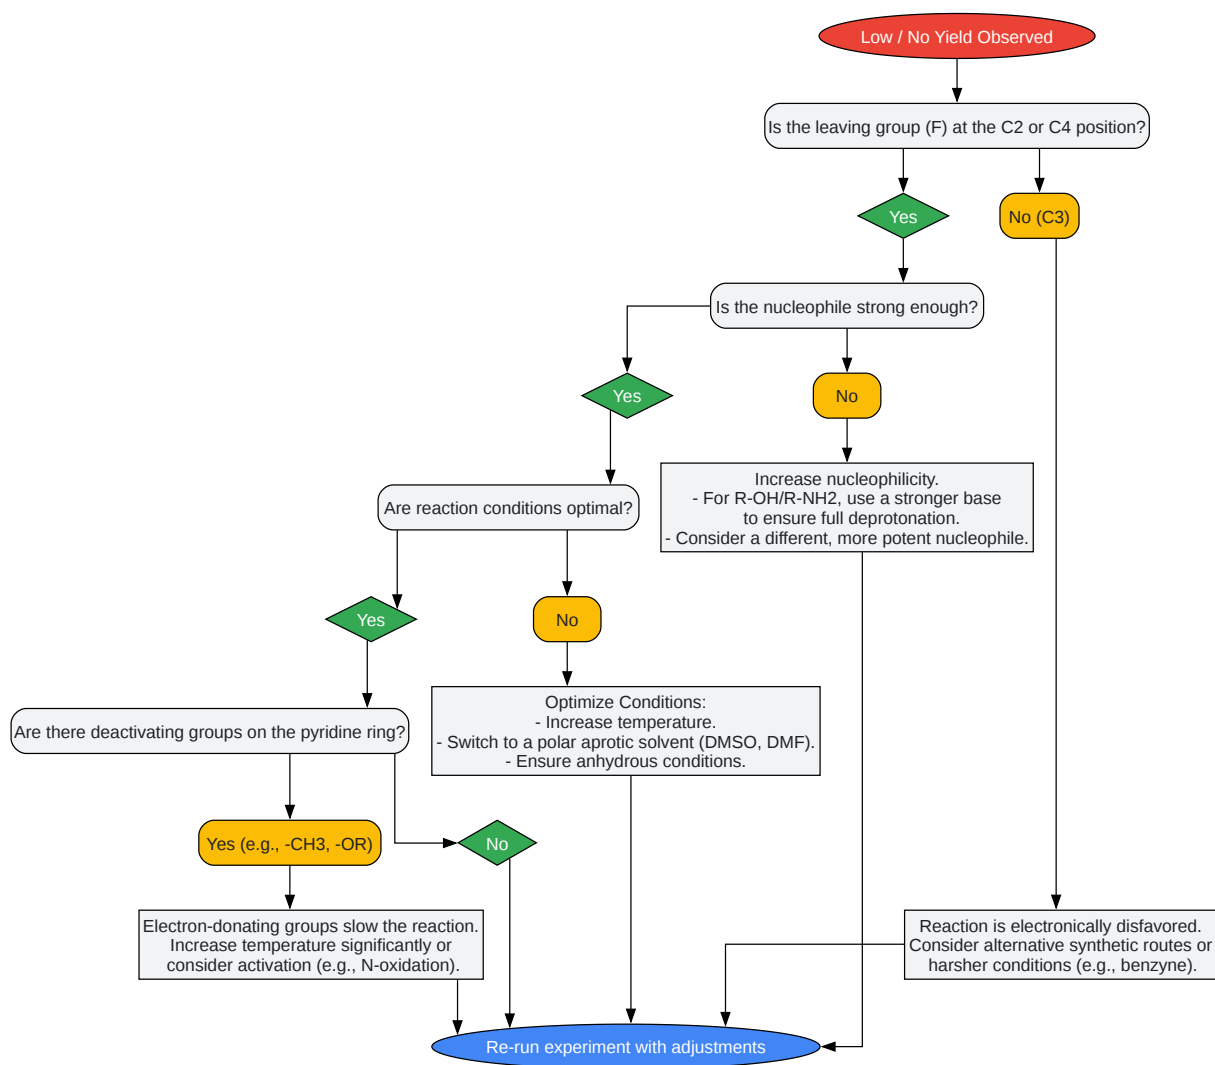 Low / No Yield Observed
Is the leaving group (F) at the C2 or C4 position?
Yes
No (C3)
Is the nucleophile strong enough?
Yes
No
Increase nucleophilicity.
- For R-OH/R-NH2, use a stronger base
to ensure full deprotonation.
- Consider a different, more potent nucleophile.
Are reaction conditions optimal?
Yes
No
Optimize Conditions:
- Increase temperature.
- Switch to a polar aprotic solvent (DMSO, DMF).
- Ensure anhydrous conditions.
Are there deactivating groups on the pyridine ring?
Yes (e.g., -CH3, -OR)
No
Electron-donating groups slow the reaction.
Increase temperature significantly or
consider activation (e.g., N-oxidation).
Reaction is electronically disfavored.
Consider alternative synthetic routes or
harsher conditions (e.g., benzyne).
Re-run experiment with adjustments